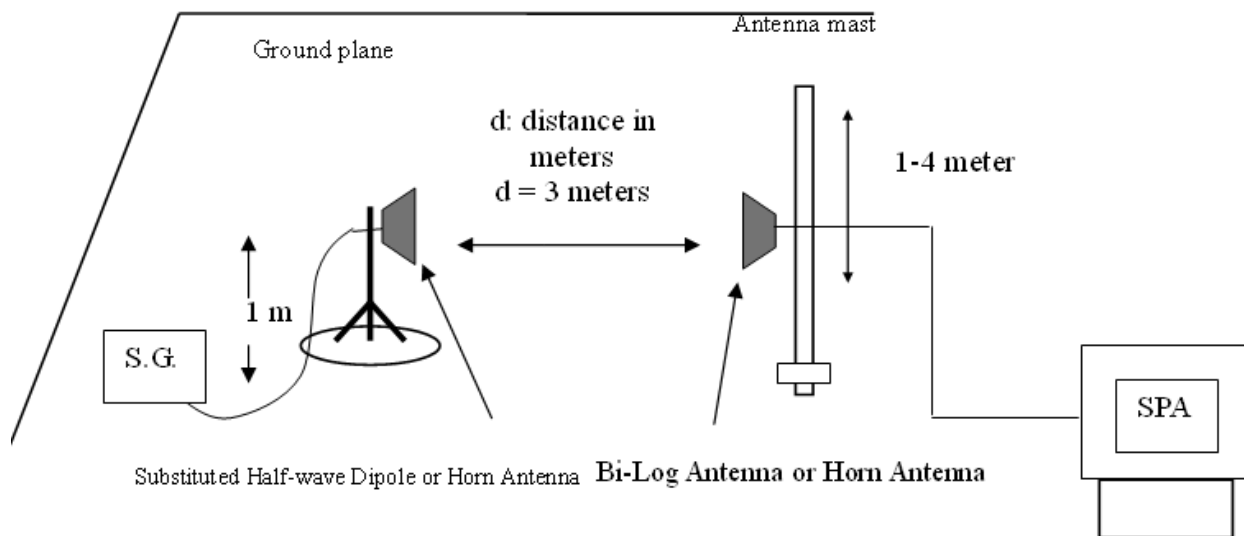 Antenna mast
Ground plane
d: distance in
meters
d = 3 meters
1-4 meter
1 m
S.G.
SPA
Substituted Half-wave Dipole or Horn Antenna
Bi-Log Antenna or Horn Antenna